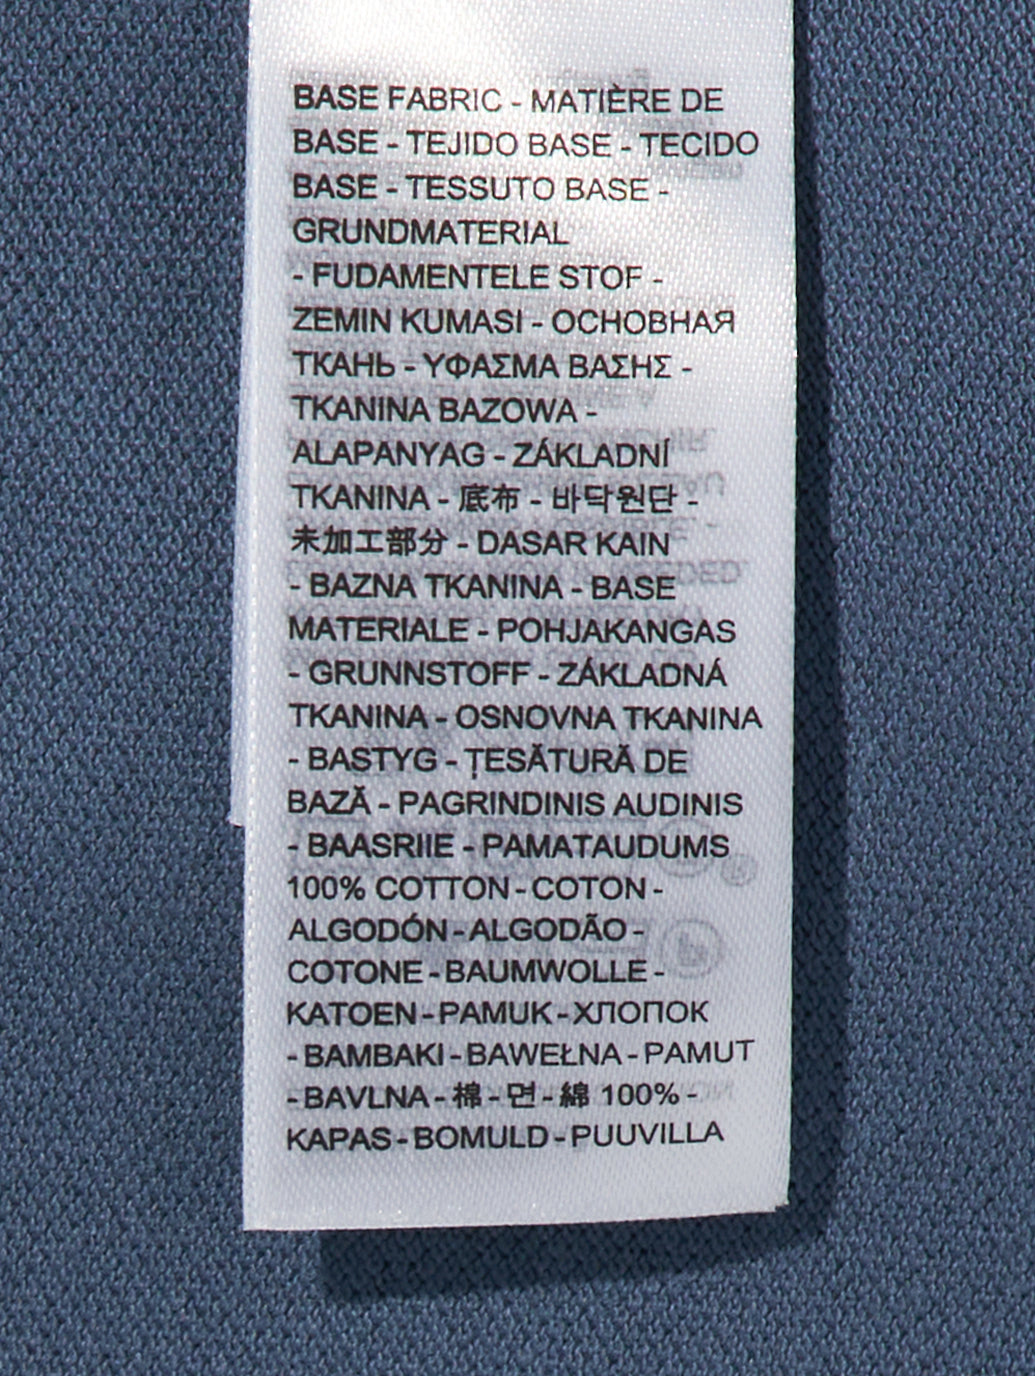 BASE FABRIC - MATIÈRE DE
BASE - TEJIDO BASE - TECIDO
BASE - TESSUTO BASE -
GRUNDMATERIAL
- FUDAMENTELE STOF -
ZEMIN KUMASI - ОСНОВНАЯ
ТКАНЬ - ΥΦΑΣΜΑ ΒΑΣΗΣ -
TKANINA BAZOWA -
ALAPANYAG - ZÁKLADNÍ
TKANINA - 底布 - 바닥원단 -
未加工部分 - DASAR KAIN
- BAZNA TKANINA - BASE
MATERIALE - POHJAKANGAS
- GRUNNSTOFF - ZÁKLADNÁ
TKANINA - OSNOVNA TKANINA
- BASTYG - ȚESĂTURĂ DE
BAZĂ - PAGRINDINIS AUDINIS
- BAASRIIE - PAMATAUDUMS
100% COTTON - COTON -
ALGODÓN - ALGODÃO -
COTONE - BAUMWOLLE -
KATOEN - PAMUK - ХЛОПОК
- BAMBAKI - BAWEŁNA - PAMUT
- BAVLNA - 棉 - 면 - 綿 100% -
KAPAS - BOMULD - PUUVILLA